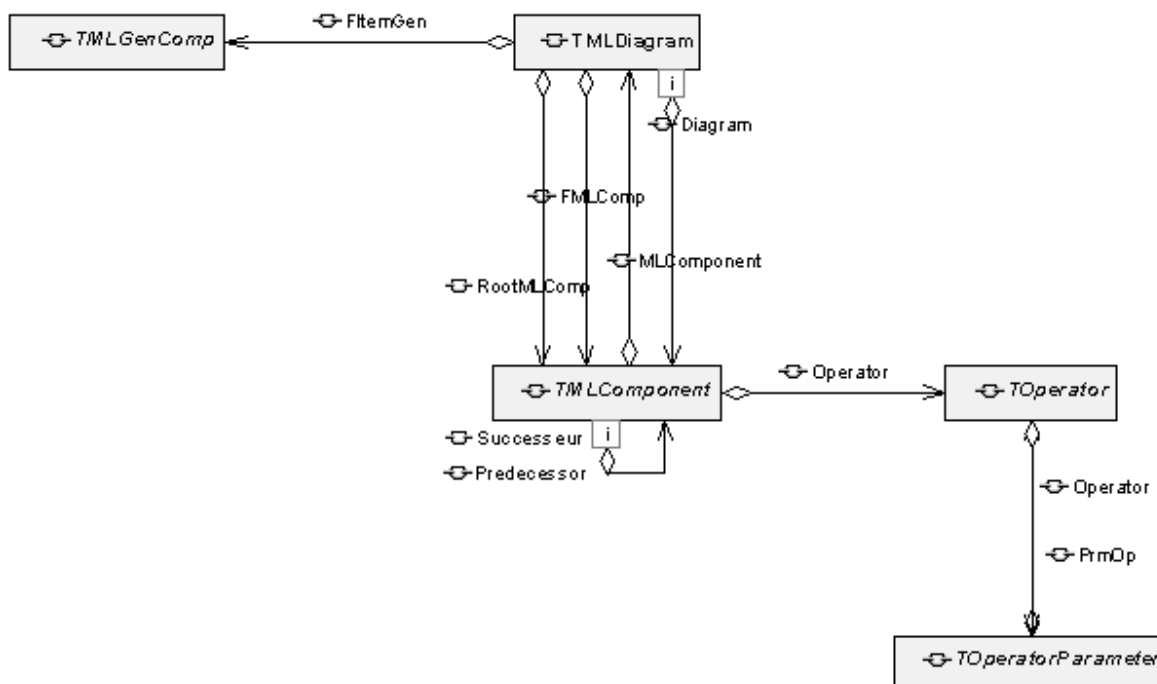 FItemGen
TMLGenComp
TMLDiagram
i
Diagram
FMLComp
MLComponent
RootMLComp
Operator
TMLComponent
TOperator
Successeur
i
Predecessor
Operator
PrmOp
TOperatorParameter